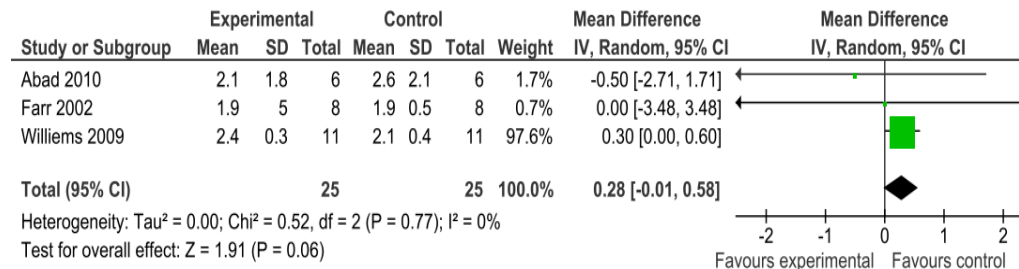 Experimental Control Mean Difference Mean Difference
Study or Subgroup Mean SD Total Mean SD Total Weight IV, Random, 95% CI IV, Random, 95% CI
Abad 2010 2.1 1.8 6 2.6 2.1 6 1.7% -0.50 [-2.71, 1.71]
Farr 2002 1.9 5 8 1.9 0.5 8 0.7% 0.00 [-3.48, 3.48]
Williems 2009 2.4 0.3 11 2.1 0.4 11 97.6% 0.30 [0.00, 0.60]
Total (95% CI) 25 25 100.0% 0.28 [-0.01, 0.58]
Heterogeneity: Tau² = 0.00; Chi² = 0.52, df = 2 (P = 0.77); I² = 0%
Test for overall effect: Z = 1.91 (P = 0.06)
-2 -1 0 1 2
Favours experimental Favours control